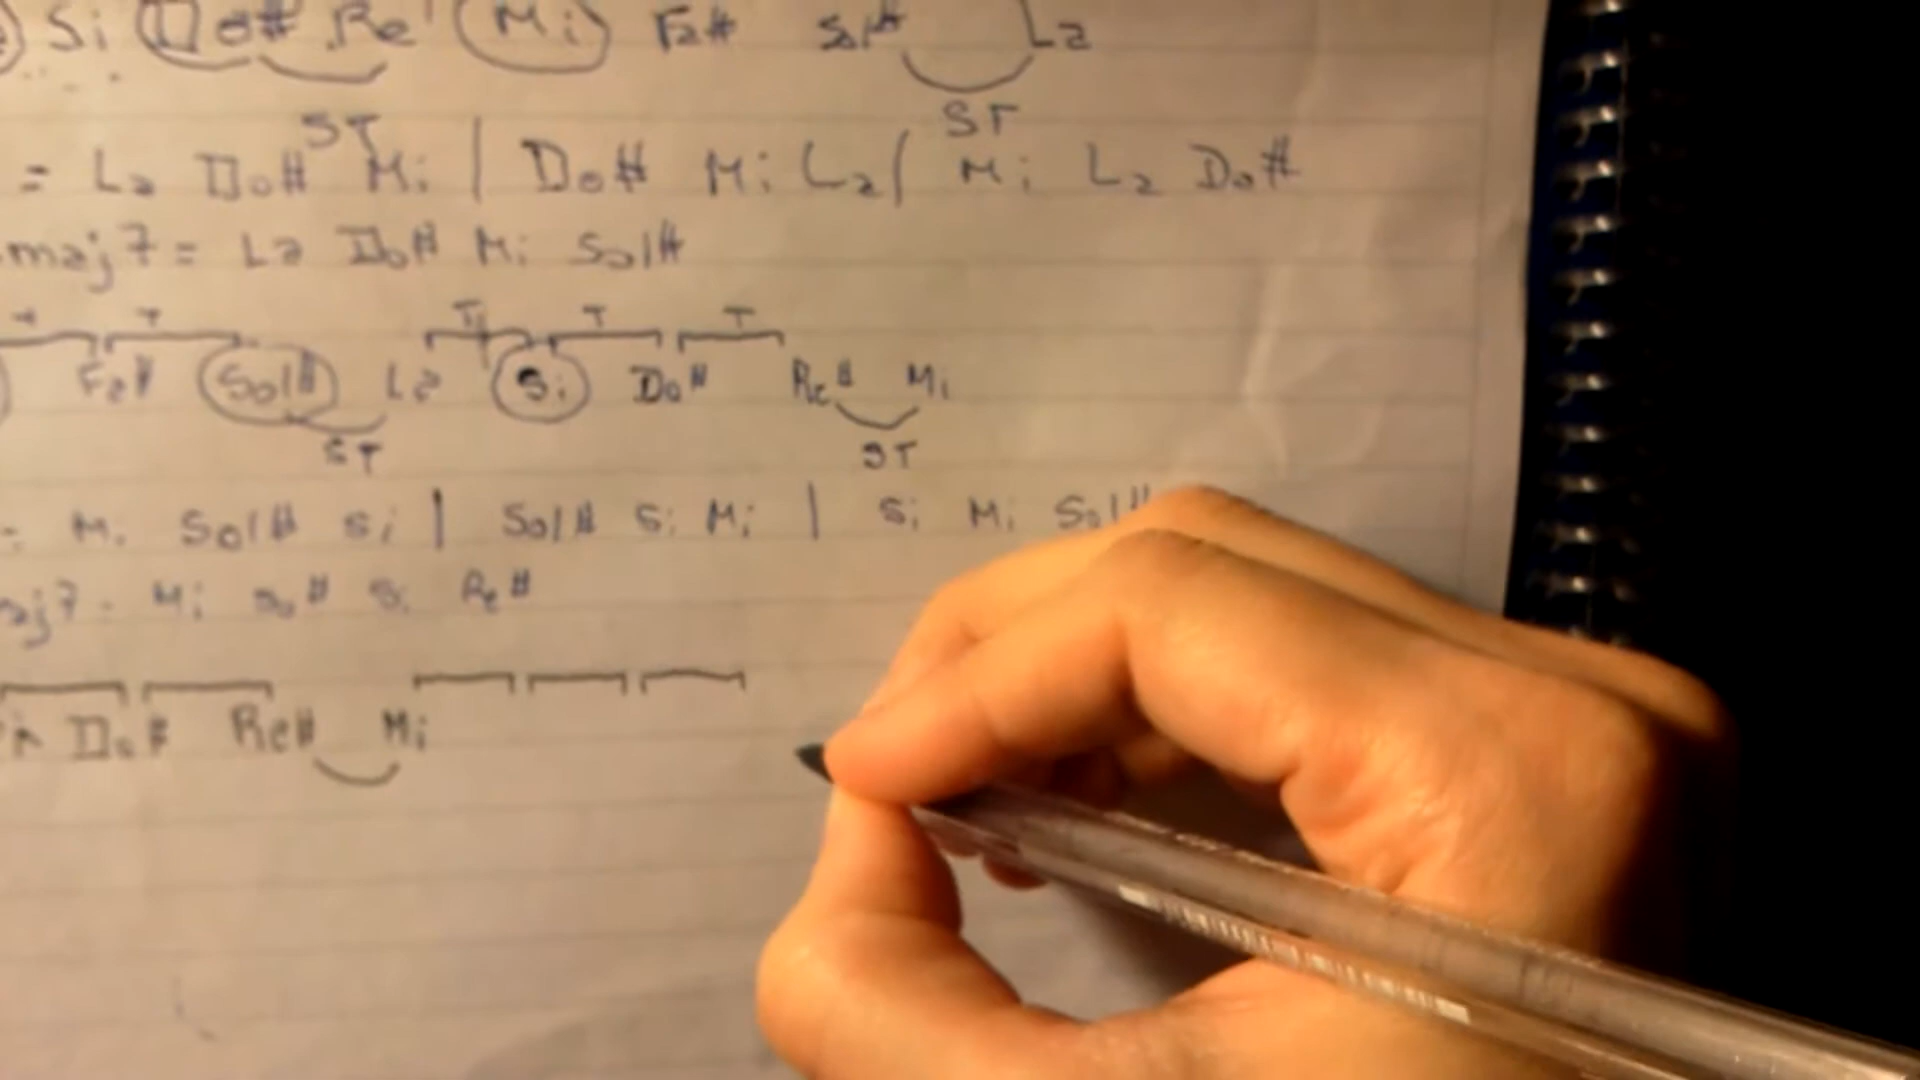 Si Do# Re Mi Fa# Sol# La
ST
ST
= La Do# Mi | Do# Mi La | Mi La Do#
maj7 = La Do# Mi Sol#
T T T T
Fa# Sol# La Si Do# Re# Mi
ST ST
= Mi Sol# Si | Sol# Si Mi | Si Mi Sol#
aj7 = Mi So# Si Re#
Do# Re# Mi